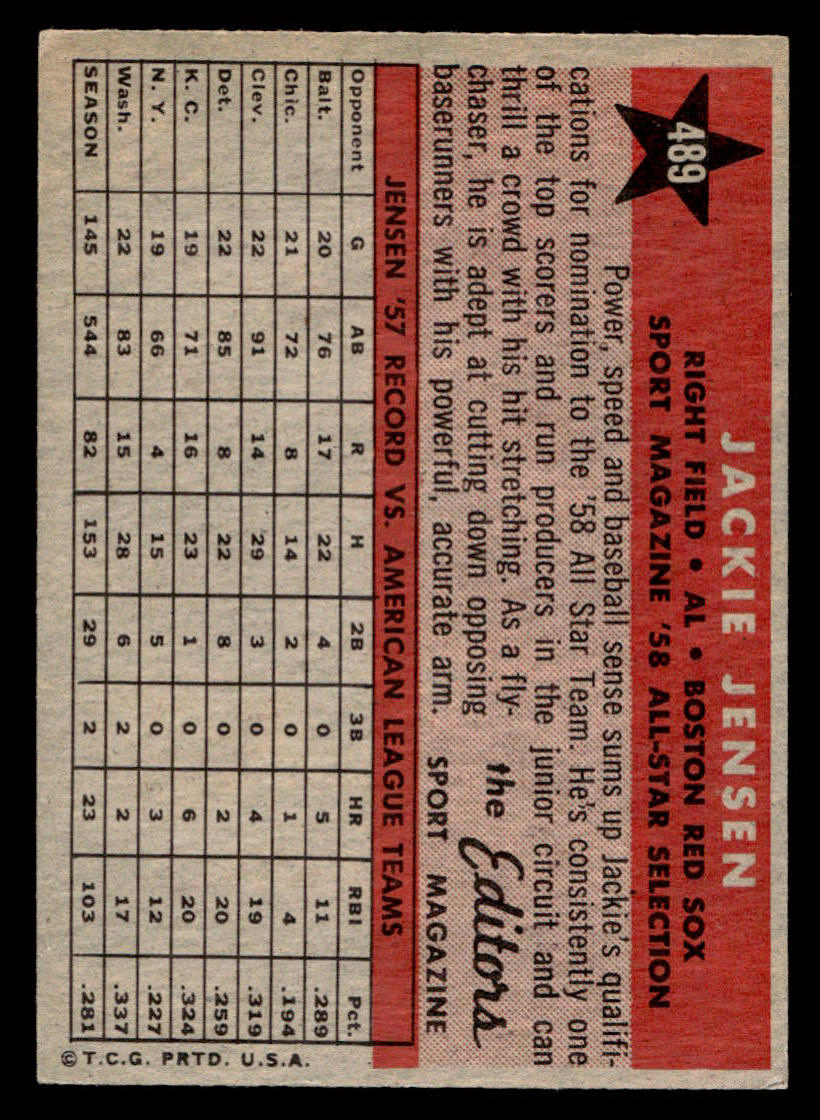 489
JACKIE JENSEN
RIGHT FIELD • AL • BOSTON RED SOX
SPORT MAGAZINE '58 ALL-STAR SELECTION
Power, speed and baseball sense sums up Jackie's qualifi-
cations for nomination to the '58 All Star Team. He's consistently one
of the top scorers and run producers in the junior circuit and can
thrill a crowd with his hit stretching. As a fly-
chaser, he is adept at cutting down opposing
baserunners with his powerful, accurate arm.
the Editors
SPORT MAGAZINE
JENSEN '57 RECORD VS. AMERICAN LEAGUE TEAMS
Opponent G AB R H 2B 3B HR RBI Pct.
Balt. 20 76 17 22 4 0 5 11 .289
Chic. 21 72 8 14 2 0 1 4 .194
Clev. 22 91 14 29 3 0 4 19 .319
Det. 22 85 8 22 8 0 2 20 .259
K. C. 19 71 16 23 1 0 6 20 .324
N. Y. 19 66 4 15 5 0 3 12 .227
Wash. 22 83 15 28 6 2 2 17 .337
SEASON 145 544 82 153 29 2 23 103 .281
© T.C.G. PRTD. U.S.A.